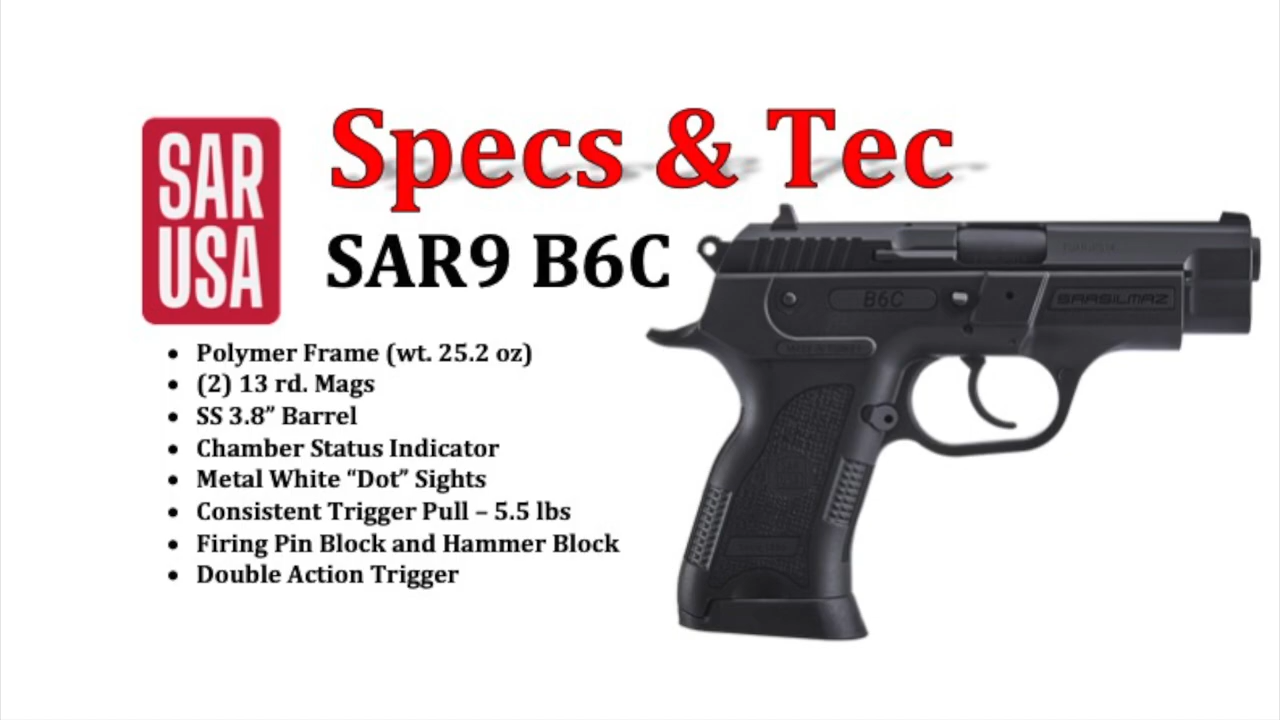 SAR
USA
Specs & Tec
SAR9 B6C
• Polymer Frame (wt. 25.2 oz)
• (2) 13 rd. Mags
• SS 3.8” Barrel
• Chamber Status Indicator
• Metal White “Dot” Sights
• Consistent Trigger Pull – 5.5 lbs
• Firing Pin Block and Hammer Block
• Double Action Trigger
B6C
SARSILMAZ